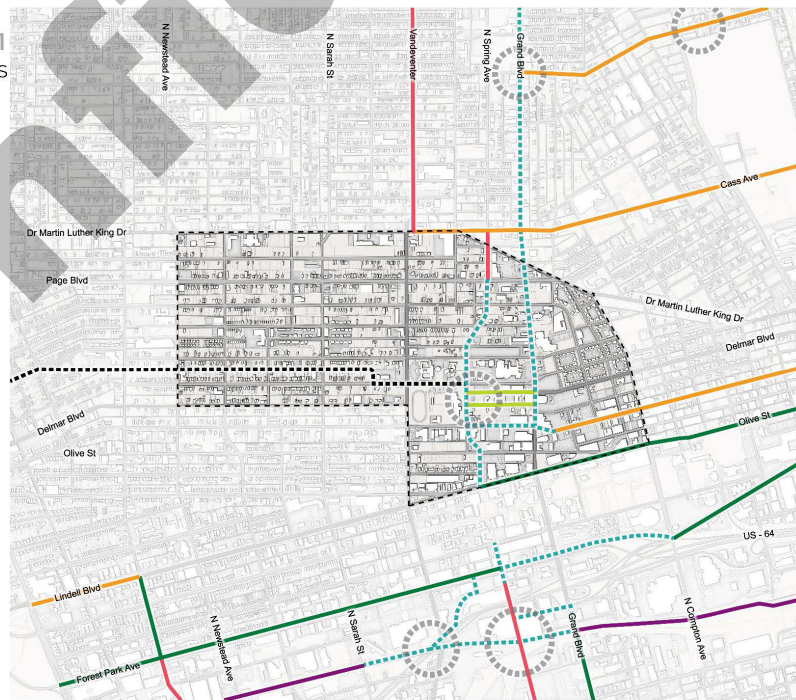 N Newstead Ave
N Sarah St
Vandeventer
N Spring Ave
Grand Blvd
Cass Ave
Dr Martin Luther King Dr
Page Blvd
Dr Martin Luther King Dr
Delmar Blvd
Delmar Blvd
Olive St
Olive St
US - 64
Lindell Blvd
N Newstead Ave
N Sarah St
Grand Blvd
N Compton Ave
Forest Park Ave